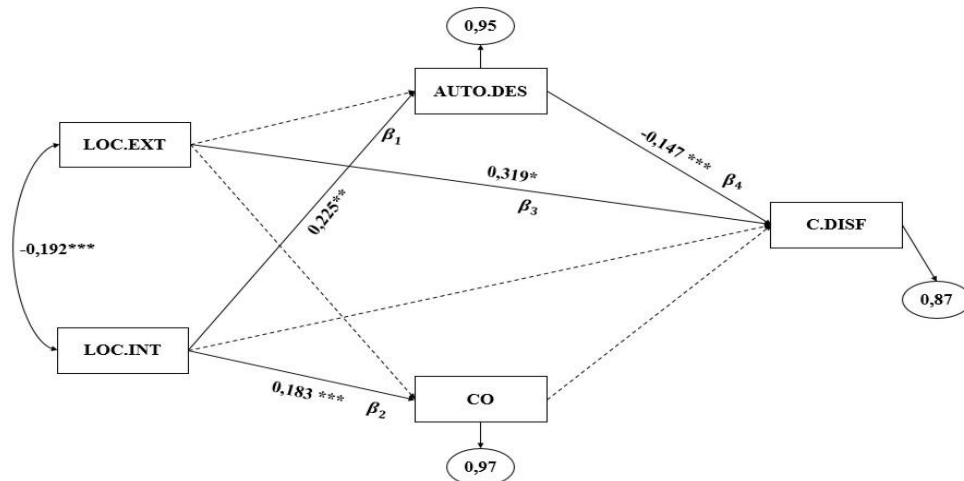 0,95
AUTO.DES
LOC.EXT
β₁
-0,147 ***
β₄
0,319*
β₃
0,225**
C.DISF
-0,192***
0,87
LOC.INT
0,183 ***
β₂
CO
0,97